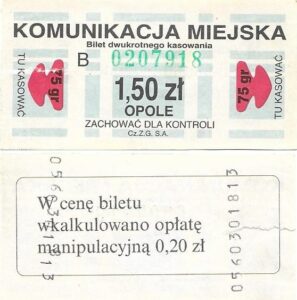 KOMUNIKACJA MIEJSKA
Bilet dwukrotnego kasowania
B 0207918
TU KASOWAĆ
75 gr
1,50 zł
75 gr
TU KASOWAĆ
OPOLE
ZACHOWAĆ DLA KONTROLI
Cz.Z.G. S.A.
W cenę biletu
wkalkulowano opłatę
manipulacyjną 0,20 zł
0560301813